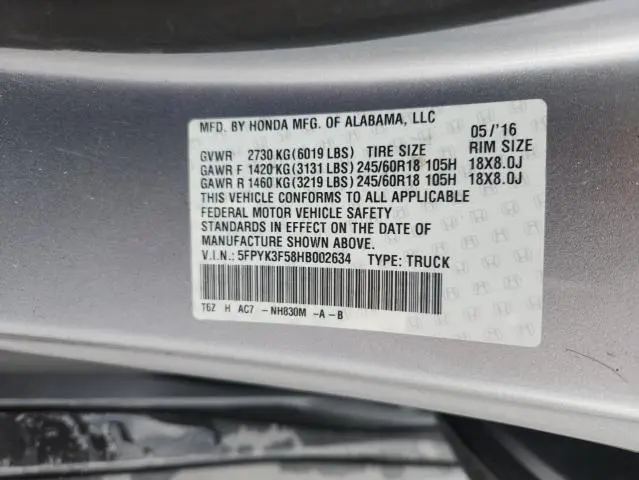 MFD. BY HONDA MFG. OF ALABAMA, LLC 05/'16
GVWR 2730 KG(6019 LBS) TIRE SIZE RIM SIZE
GAWR F 1420 KG(3131 LBS) 245/60R18 105H 18X8.0J
GAWR R 1460 KG(3219 LBS) 245/60R18 105H 18X8.0J
THIS VEHICLE CONFORMS TO ALL APPLICABLE
FEDERAL MOTOR VEHICLE SAFETY
STANDARDS IN EFFECT ON THE DATE OF
MANUFACTURE SHOWN ABOVE.
V.I.N.: 5FPYK3F58HB002634 TYPE: TRUCK
T6Z H AC7 -NH830M -A-B